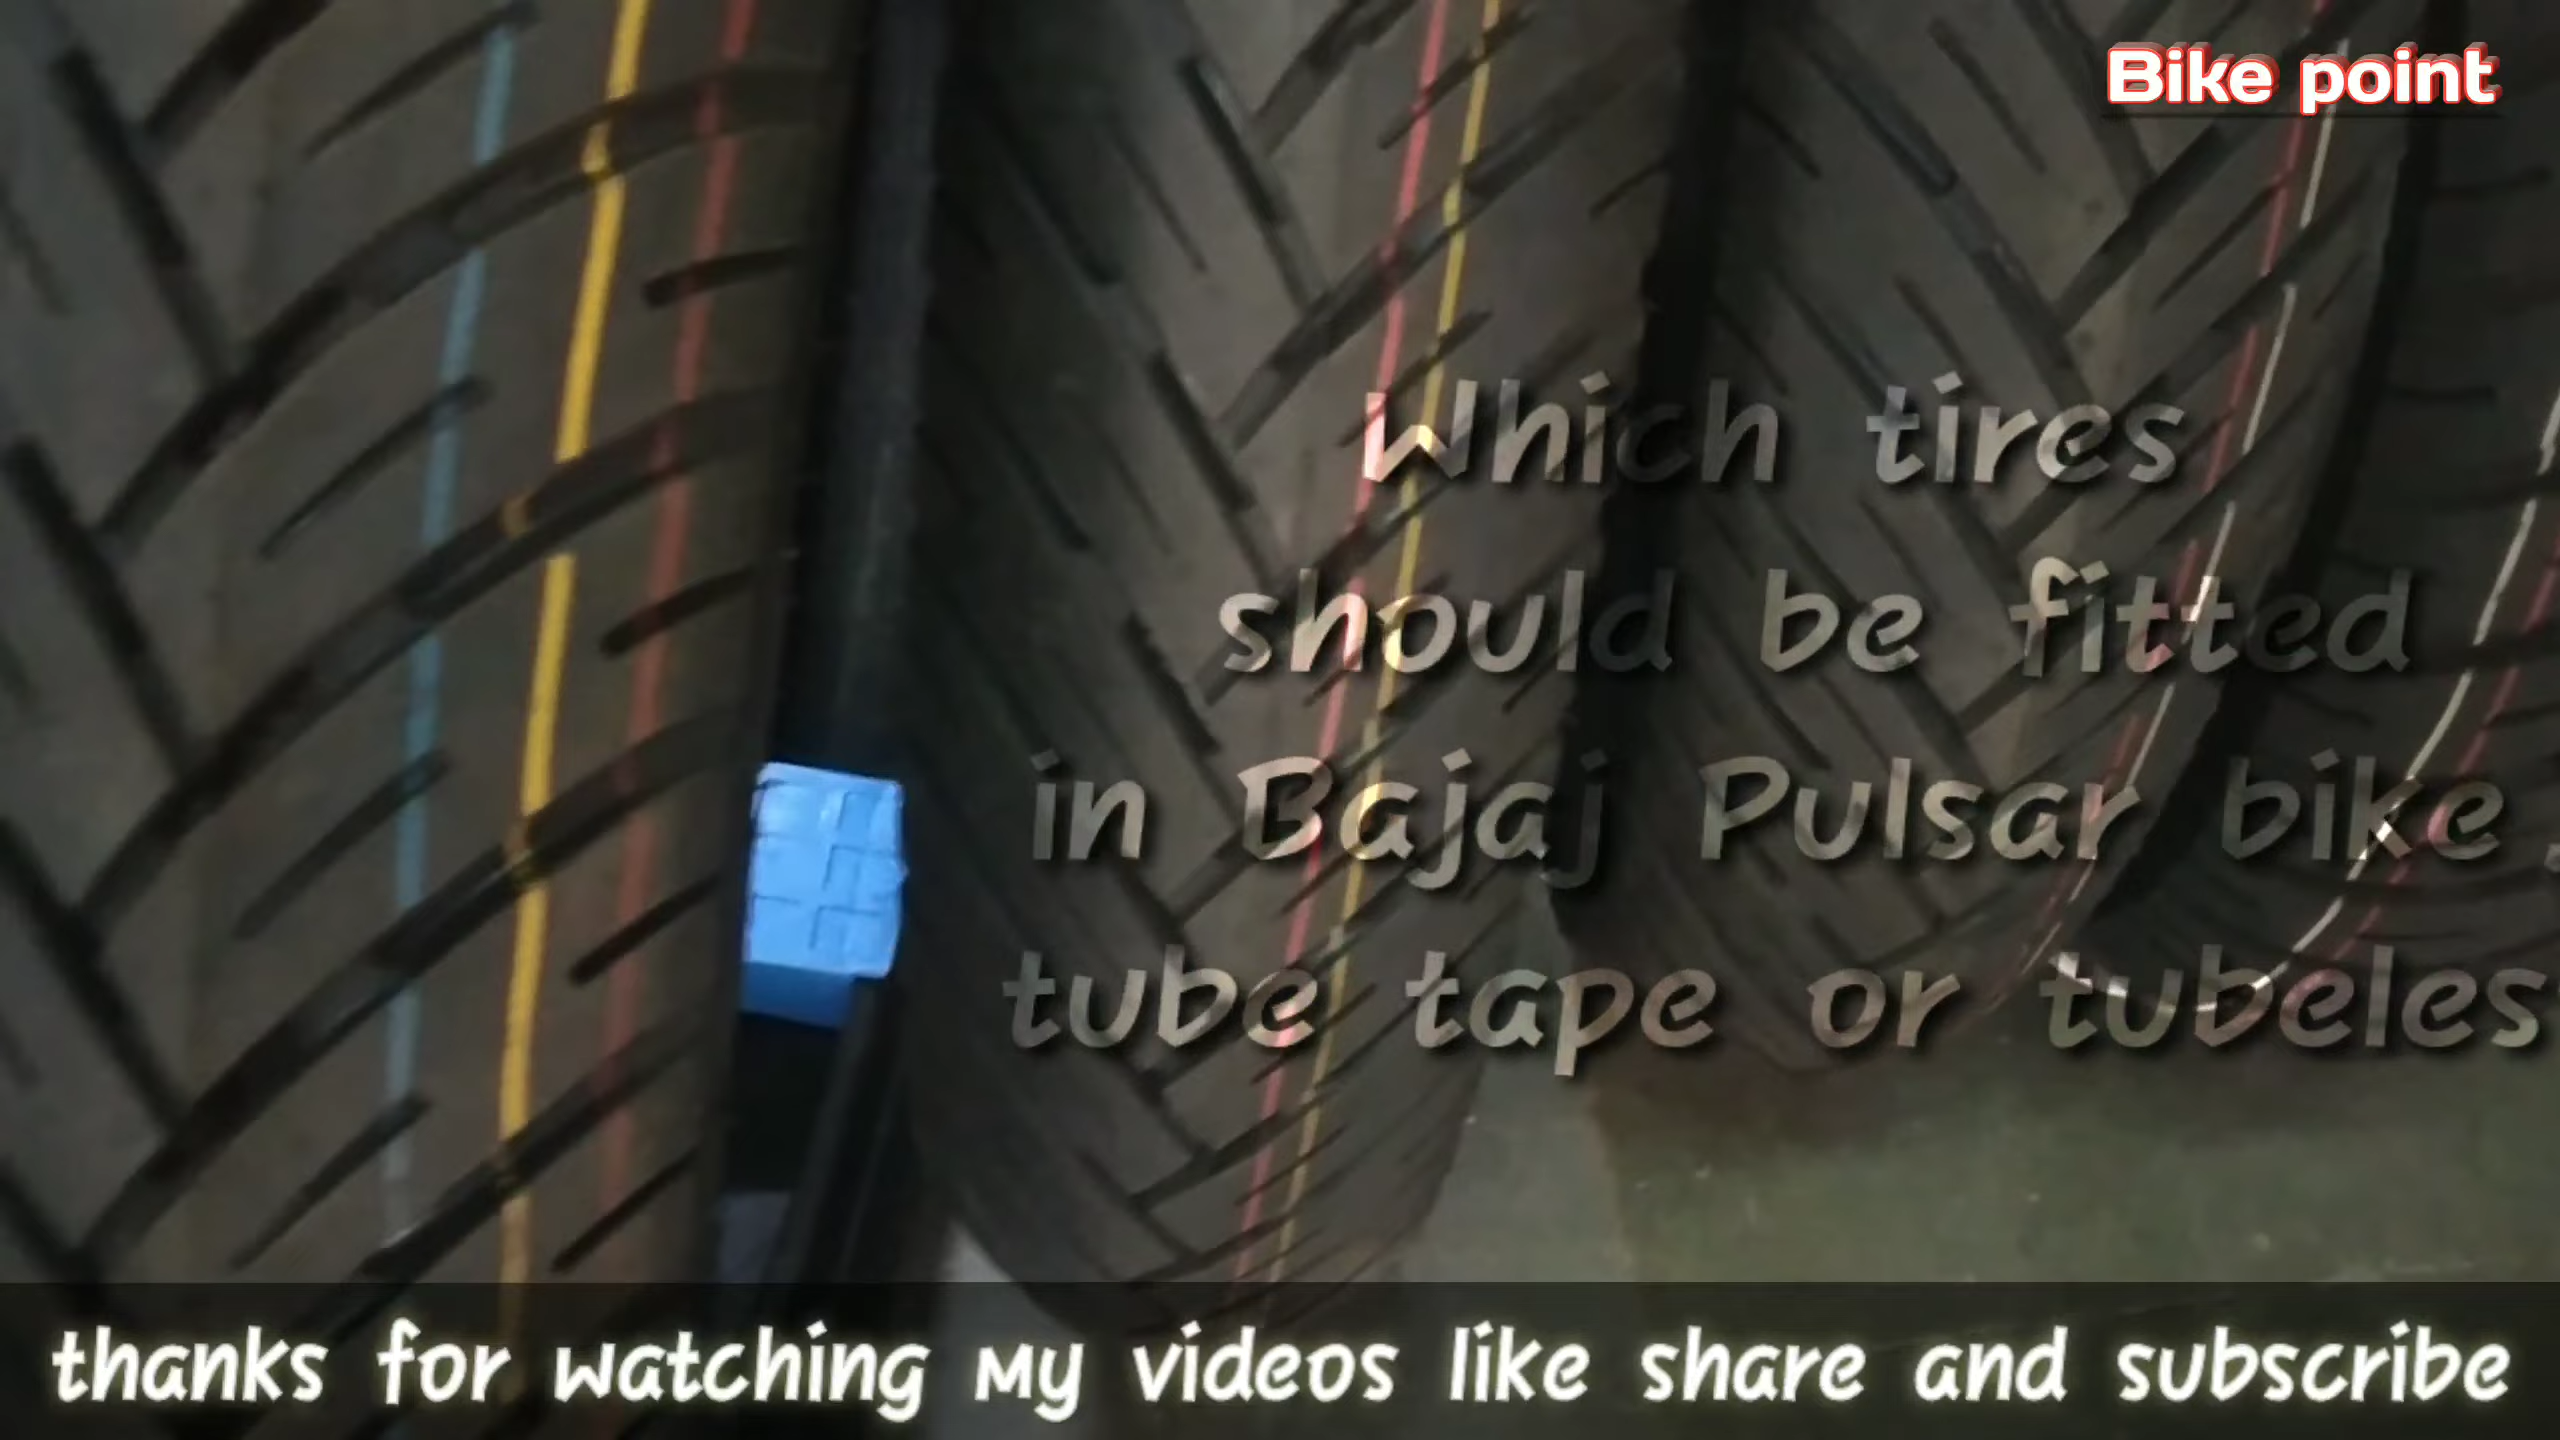 Bike point
Which tires
should be fitted
in Bajaj Pulsar bike
tube tape or tubeles
thanks for watching my videos like share and subscribe